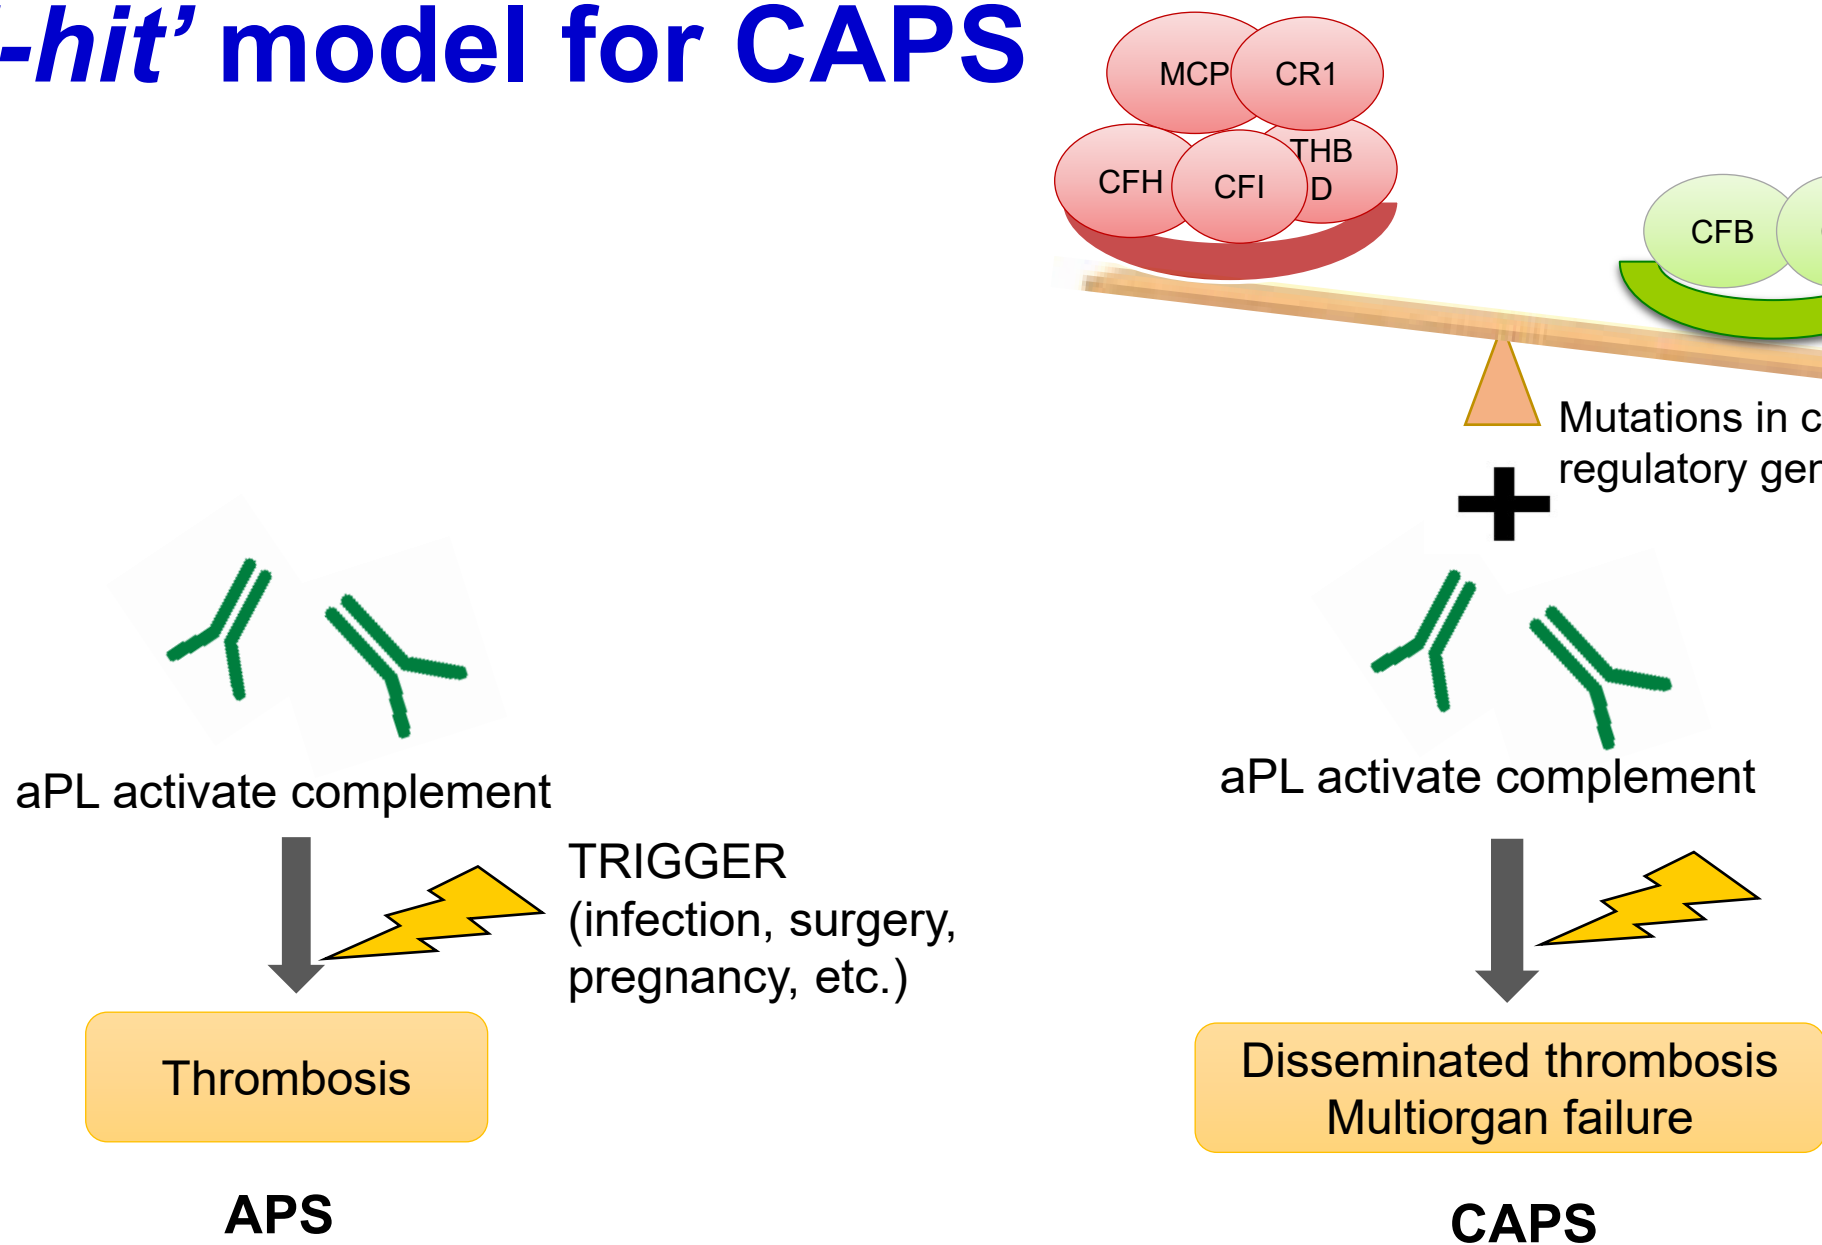 -hit’ model for CAPS
MCP
CR1
CFH
CFI
THB
D
CFB
Mutations in c
regulatory ger
aPL activate complement
aPL activate complement
TRIGGER
(infection, surgery,
pregnancy, etc.)
Thrombosis
Disseminated thrombosis
Multiorgan failure
APS
CAPS